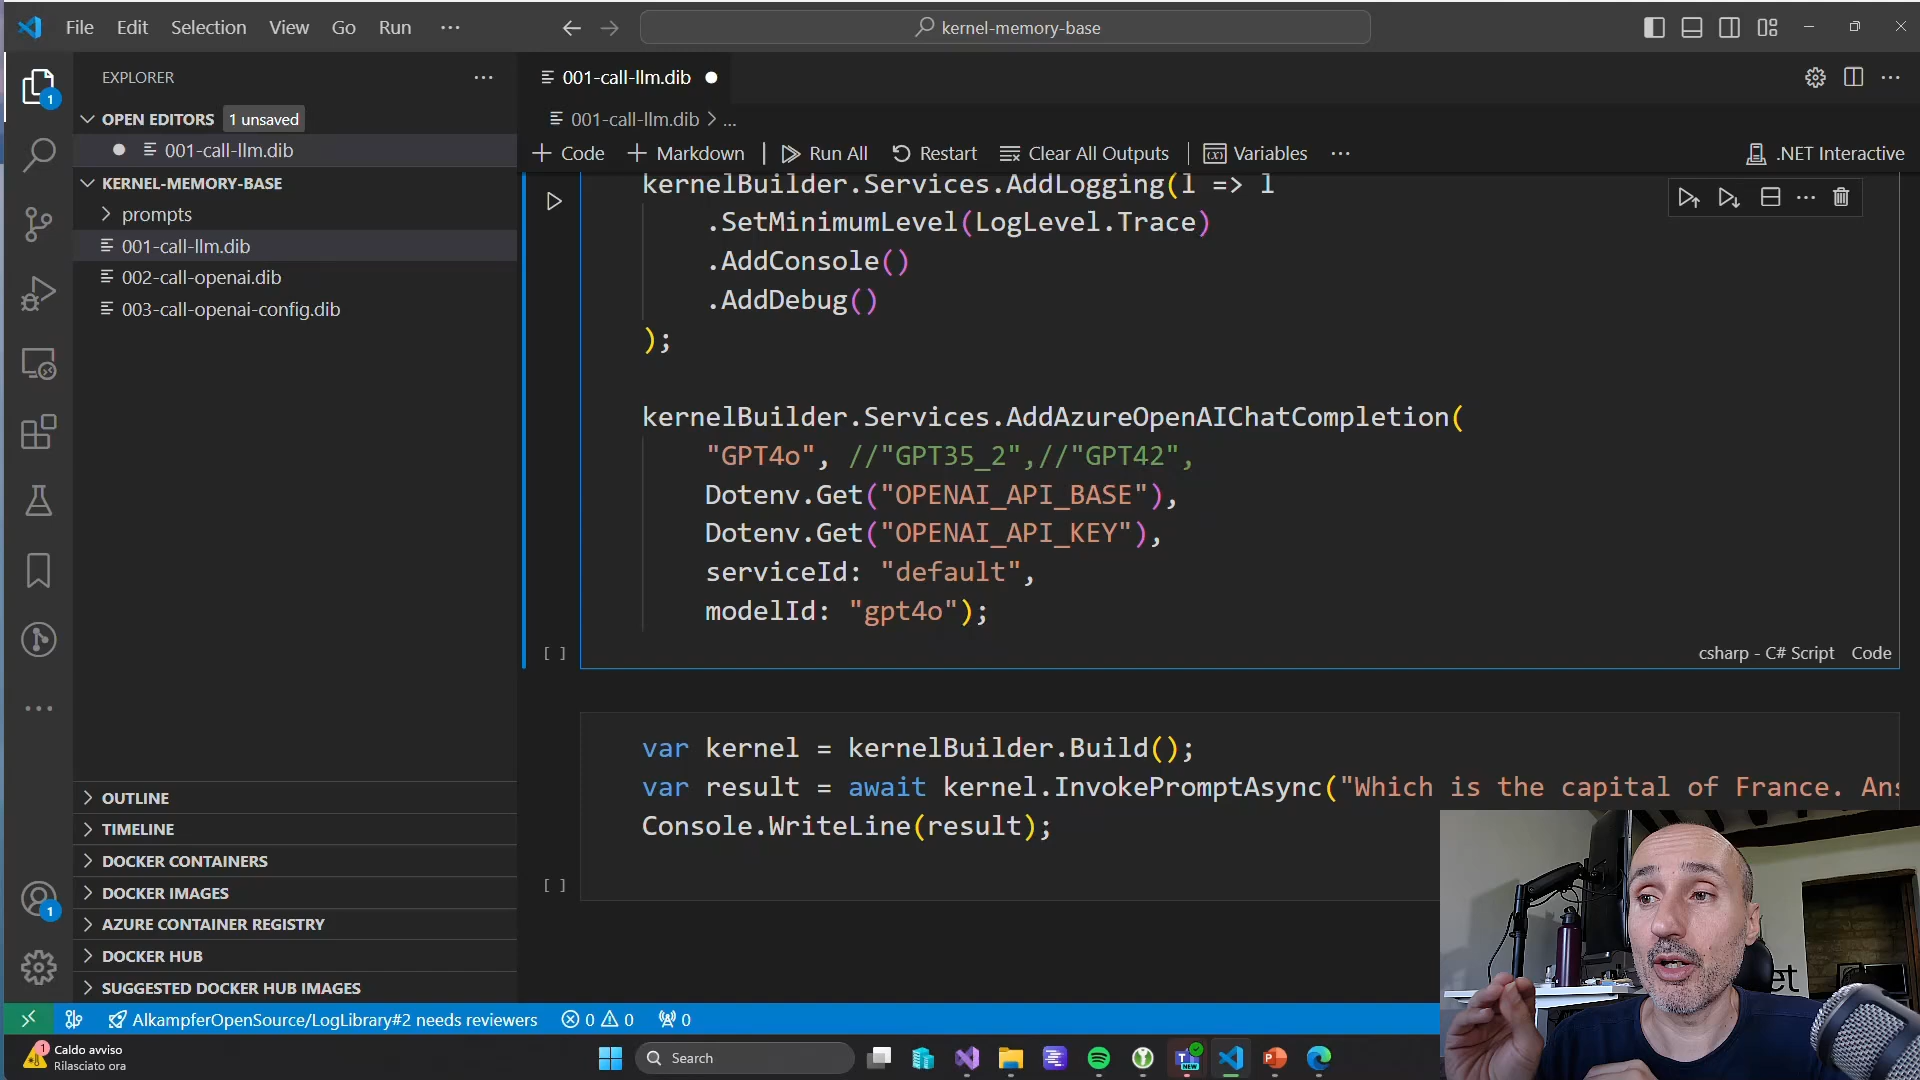 File Edit Selection View Go Run ...
kernel-memory-base
EXPLORER
OPEN EDITORS 1 unsaved
001-call-llm.dib
KERNEL-MEMORY-BASE
prompts
001-call-llm.dib
002-call-openai.dib
003-call-openai-config.dib
OUTLINE
TIMELINE
DOCKER CONTAINERS
DOCKER IMAGES
AZURE CONTAINER REGISTRY
DOCKER HUB
SUGGESTED DOCKER HUB IMAGES
1
1
001-call-llm.dib
001-call-llm.dib > ...
+ Code + Markdown | Run All Restart Clear All Outputs | Variables ... .NET Interactive
kernelBuilder.Services.AddLogging(l => l
.SetMinimumLevel(LogLevel.Trace)
.AddConsole()
.AddDebug()
);
kernelBuilder.Services.AddAzureOpenAIChatCompletion(
"GPT4o", //"GPT35_2",//"GPT42",
Dotenv.Get("OPENAI_API_BASE"),
Dotenv.Get("OPENAI_API_KEY"),
serviceId: "default",
modelId: "gpt4o");
[ ]
csharp - C# Script Code
var kernel = kernelBuilder.Build();
var result = await kernel.InvokePromptAsync("Which is the capital of France. Ans
Console.WriteLine(result);
[ ]
et
AlkampferOpenSource/LogLibrary#2 needs reviewers 0 0 0
1
Caldo avviso
Rilasciato ora
Search
NEW